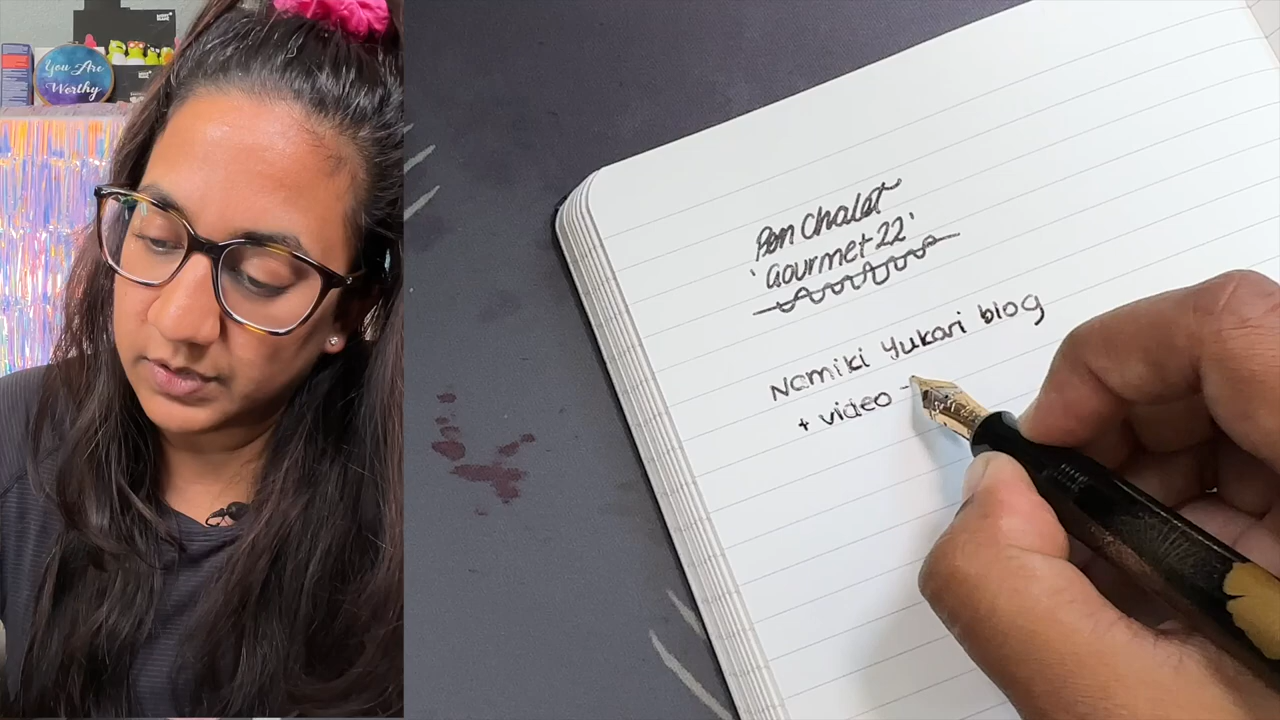 You Are
Worthy
Pen Chalet
'Gourmet 22'
Namiki Yukari blog
+ video -